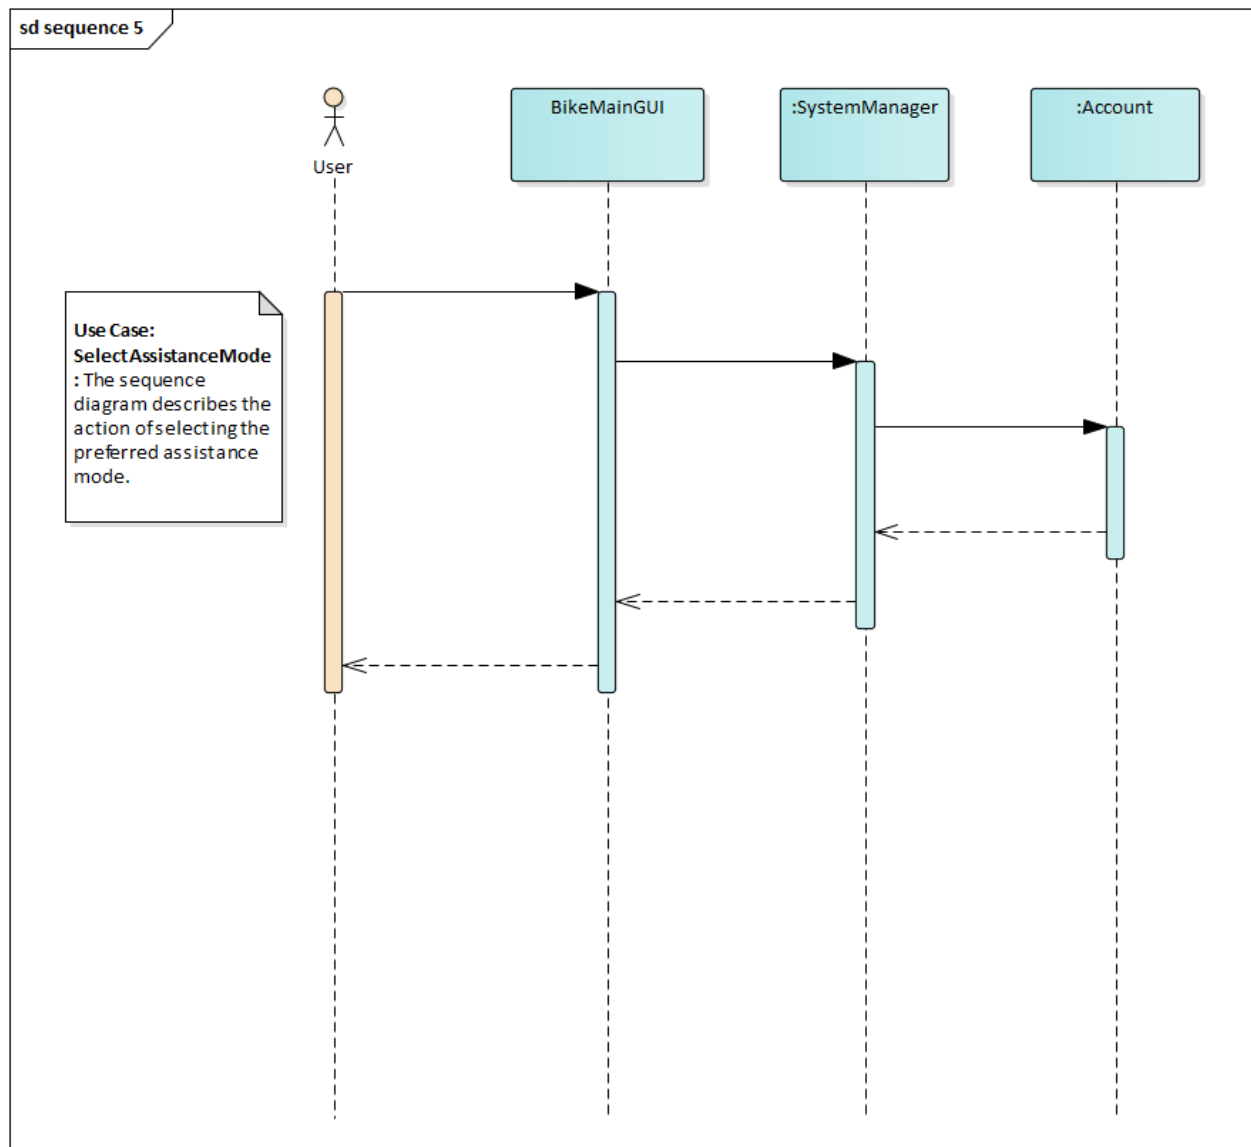 sd sequence 5
User
BikeMainGUI
:SystemManager
:Account
Use Case:
SelectAssistanceMode
: The sequence
diagram describes the
action of selecting the
preferred assistance
mode.